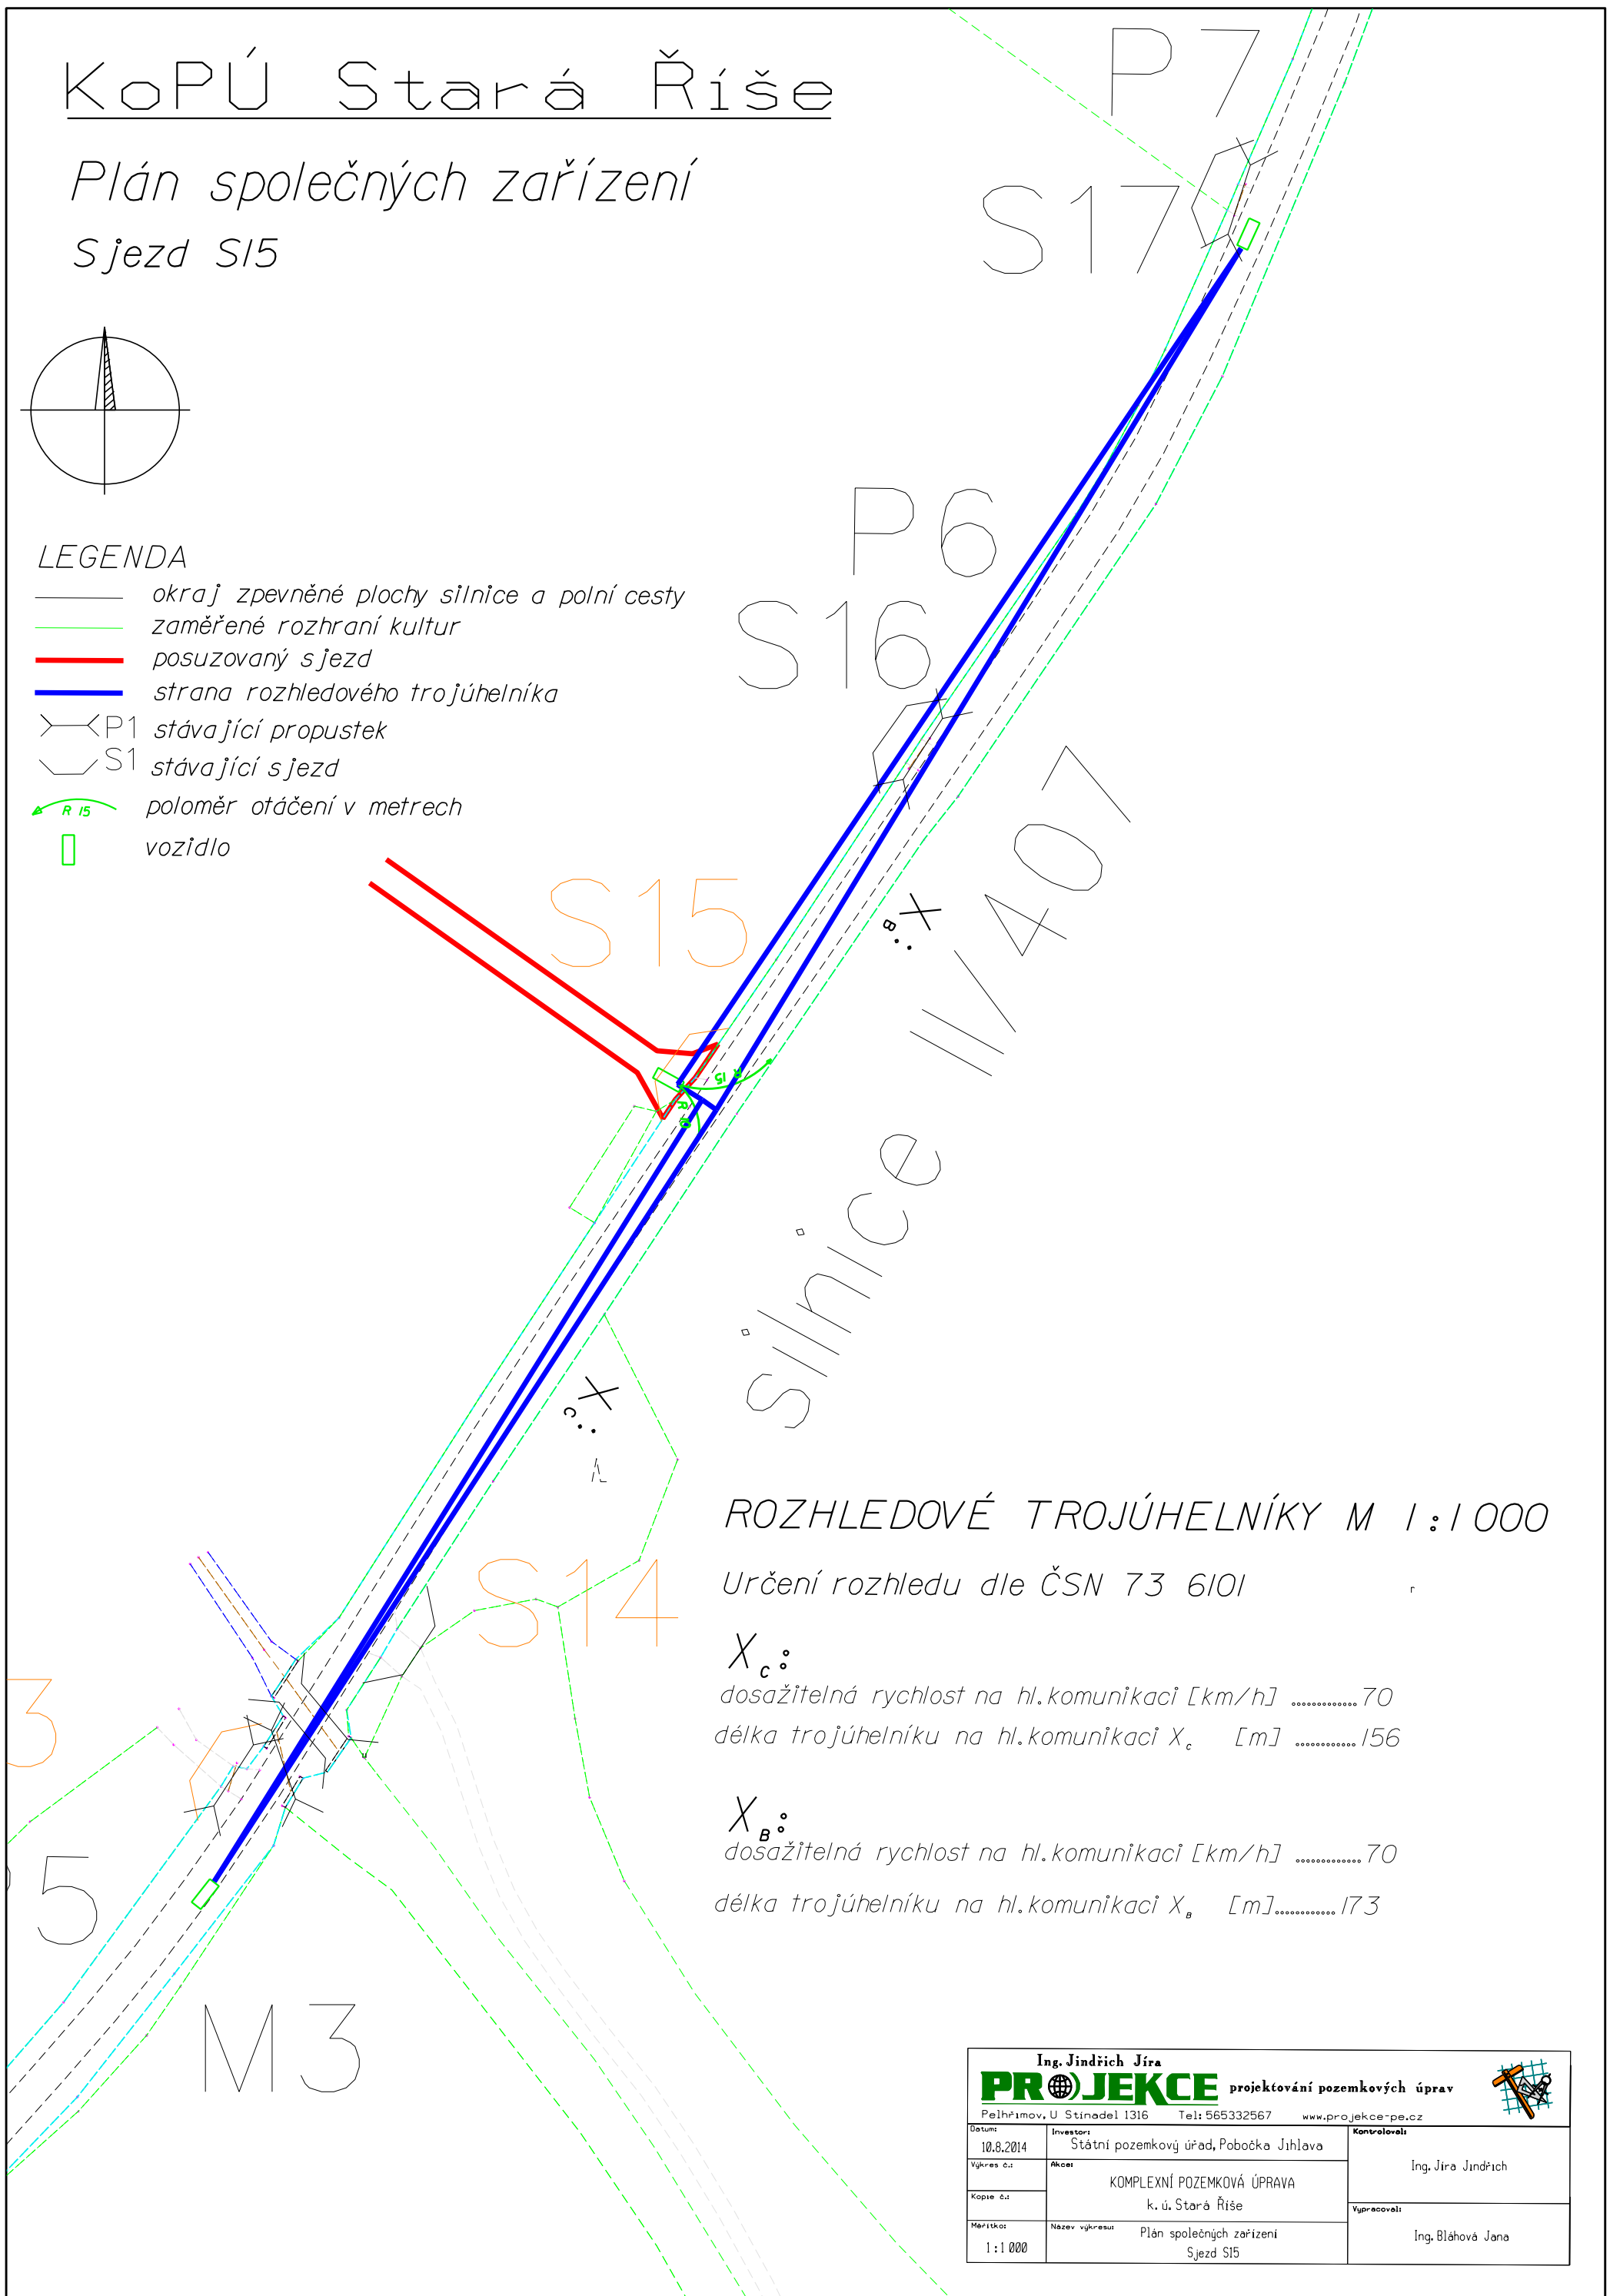 KoPÚ Stará Říše
Plán společných zařízení
Sjezd S15
P7
S17
P6
S16
LEGENDA
okraj zpevněné plochy silnice a polní cesty
zaměřené rozhraní kultur
posuzovaný sjezd
strana rozhledového trojúhelníka
P1 stávající propustek
S1 stávající sjezd
R 15 poloměr otáčení v metrech
vozidlo
S15
XB:
Silnice II/407
R 15
R 10
XC:
S14
3
P5
M3
ROZHLEDOVÉ TROJÚHELNÍKY M 1:1000
Určení rozhledu dle ČSN 73 6101
Xc:
dosažitelná rychlost na hl.komunikaci [km/h] ............. 70
délka trojúhelníku na hl.komunikaci Xc [m] ............ 156
XB:
dosažitelná rychlost na hl.komunikaci [km/h] ............. 70
délka trojúhelníku na hl.komunikaci XB [m]............ 173
Ing. Jindřich Jíra
PROJEKCE projektování pozemkových úprav
Pelhřimov, U Stínadel 1316 Tel: 565332567 www.projekce-pe.cz
Datum: 10.8.2014
Investor: Státní pozemkový úřad, Pobočka Jihlava
Kontroloval: Ing. Jíra Jindřich
Výkres č.:
Akce: KOMPLEXNÍ POZEMKOVÁ ÚPRAVA
k. ú. Stará Říše
Kopie č.:
Vypracoval: Ing. Bláhová Jana
Měřítko: 1:1 000
Název výkresu: Plán společných zařízení
Sjezd S15